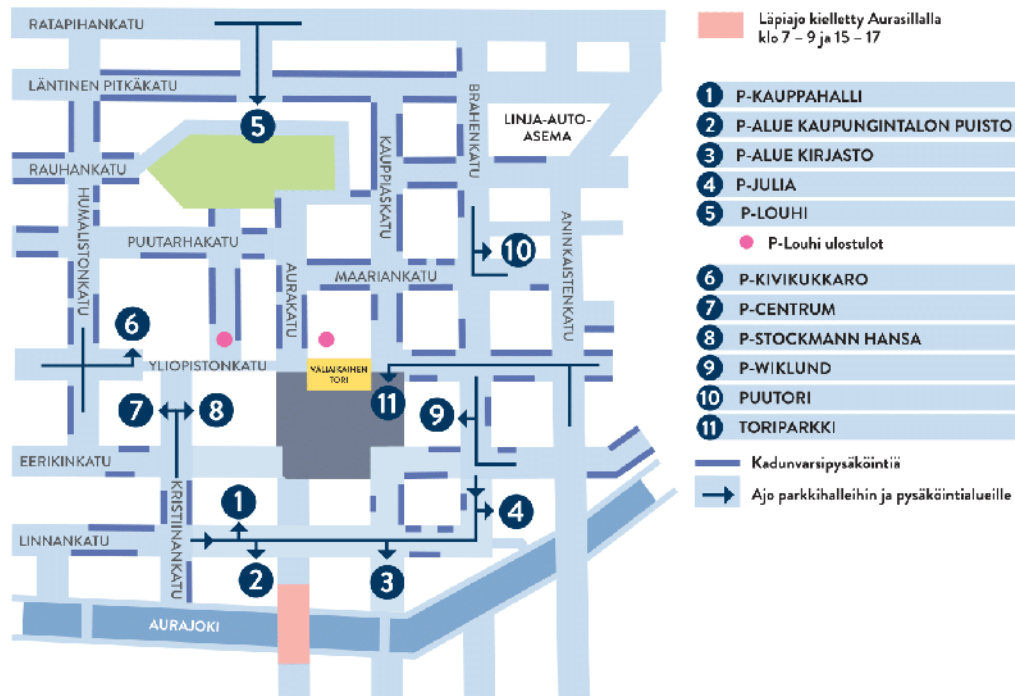 RATAPIHANKATU
LÄNTINEN PITKÄKATU
5
BRAHENKATU
LINJA-AUTO-
ASEMA
KAUPPIASKATU
RAUHANKATU
HUMALISTONKATU
PUUTARHAKATU
10
ANINKAISTENKATU
AURAKATU
MAARIANKATU
6
YLIOPISTONKATU
VÄLIAIKAINEN
TORI
11
7
8
9
EERIKINKATU
KRISTIINANKATU
1
4
LINNANKATU
2
3
AURAJOKI
Läpiajo kielletty Aurasillalla
klo 7 – 9 ja 15 – 17
1 P-KAUPPAHALLI
2 P-ALUE KAUPUNGINTALON PUISTO
3 P-ALUE KIRJASTO
4 P-JULIA
5 P-LOUHI
P-Louhi ulostulot
6 P-KIVIKUKKARO
7 P-CENTRUM
8 P-STOCKMANN HANSA
9 P-WIKLUND
10 PUUTORI
11 TORIPARKKI
Kadunvarsipysäköintiä
Ajo parkkihalleihin ja pysäköintialueille